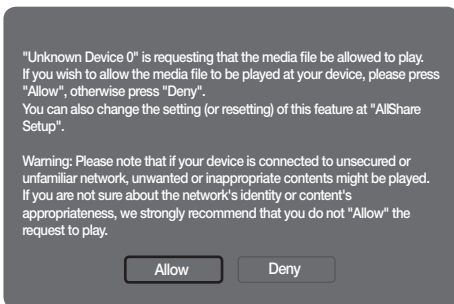 "Unknown Device 0" is requesting that the media file be allowed to play.
If you wish to allow the media file to be played at your device, please press
"Allow", otherwise press "Deny".
You can also change the setting (or resetting) of this feature at "AllShare
Setup".
Warning: Please note that if your device is connected to unsecured or
unfamiliar network, unwanted or inappropriate contents might be played.
If you are not sure about the network's identity or content's
appropriateness, we strongly recommend that you do not "Allow" the
request to play.
Allow Deny